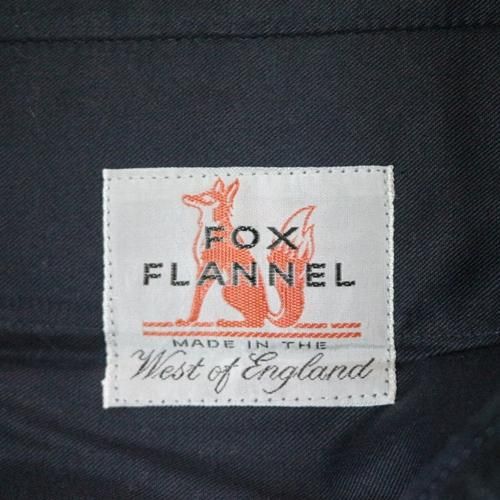 FOX
FLANNEL
MADE IN THE
West of England